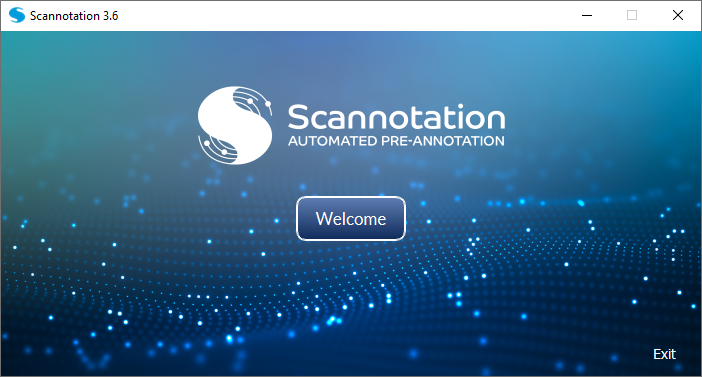 Scannotation 3.6
Scannotation
AUTOMATED PRE-ANNOTATION
Welcome
Exit